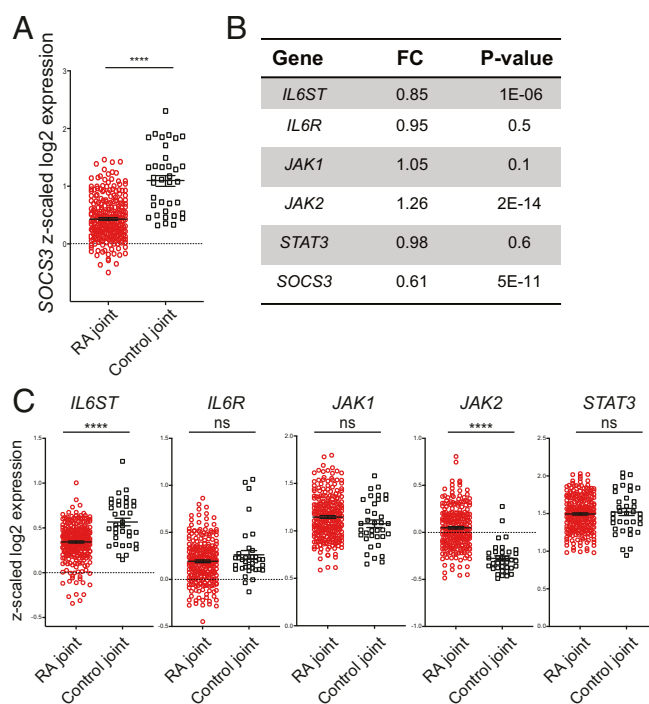 A
****
SOCS3 z-scaled log2 expression
3
2
1
0
RA joint
Control joint
B
Gene FC P-value
IL6ST 0.85 1E-06
IL6R 0.95 0.5
JAK1 1.05 0.1
JAK2 1.26 2E-14
STAT3 0.98 0.6
SOCS3 0.61 5E-11
C
z-scaled log2 expression
IL6ST
****
1.5
1.0
0.5
0.0
-0.5
RA joint
Control joint
IL6R
ns
1.5
1.0
0.5
0.0
-0.5
RA joint
Control joint
JAK1
ns
2.0
1.5
1.0
0.5
0.0
RA joint
Control joint
JAK2
****
1.0
0.5
0.0
-0.5
-1.0
RA joint
Control joint
STAT3
ns
2.5
2.0
1.5
1.0
0.5
0.0
RA joint
Control joint